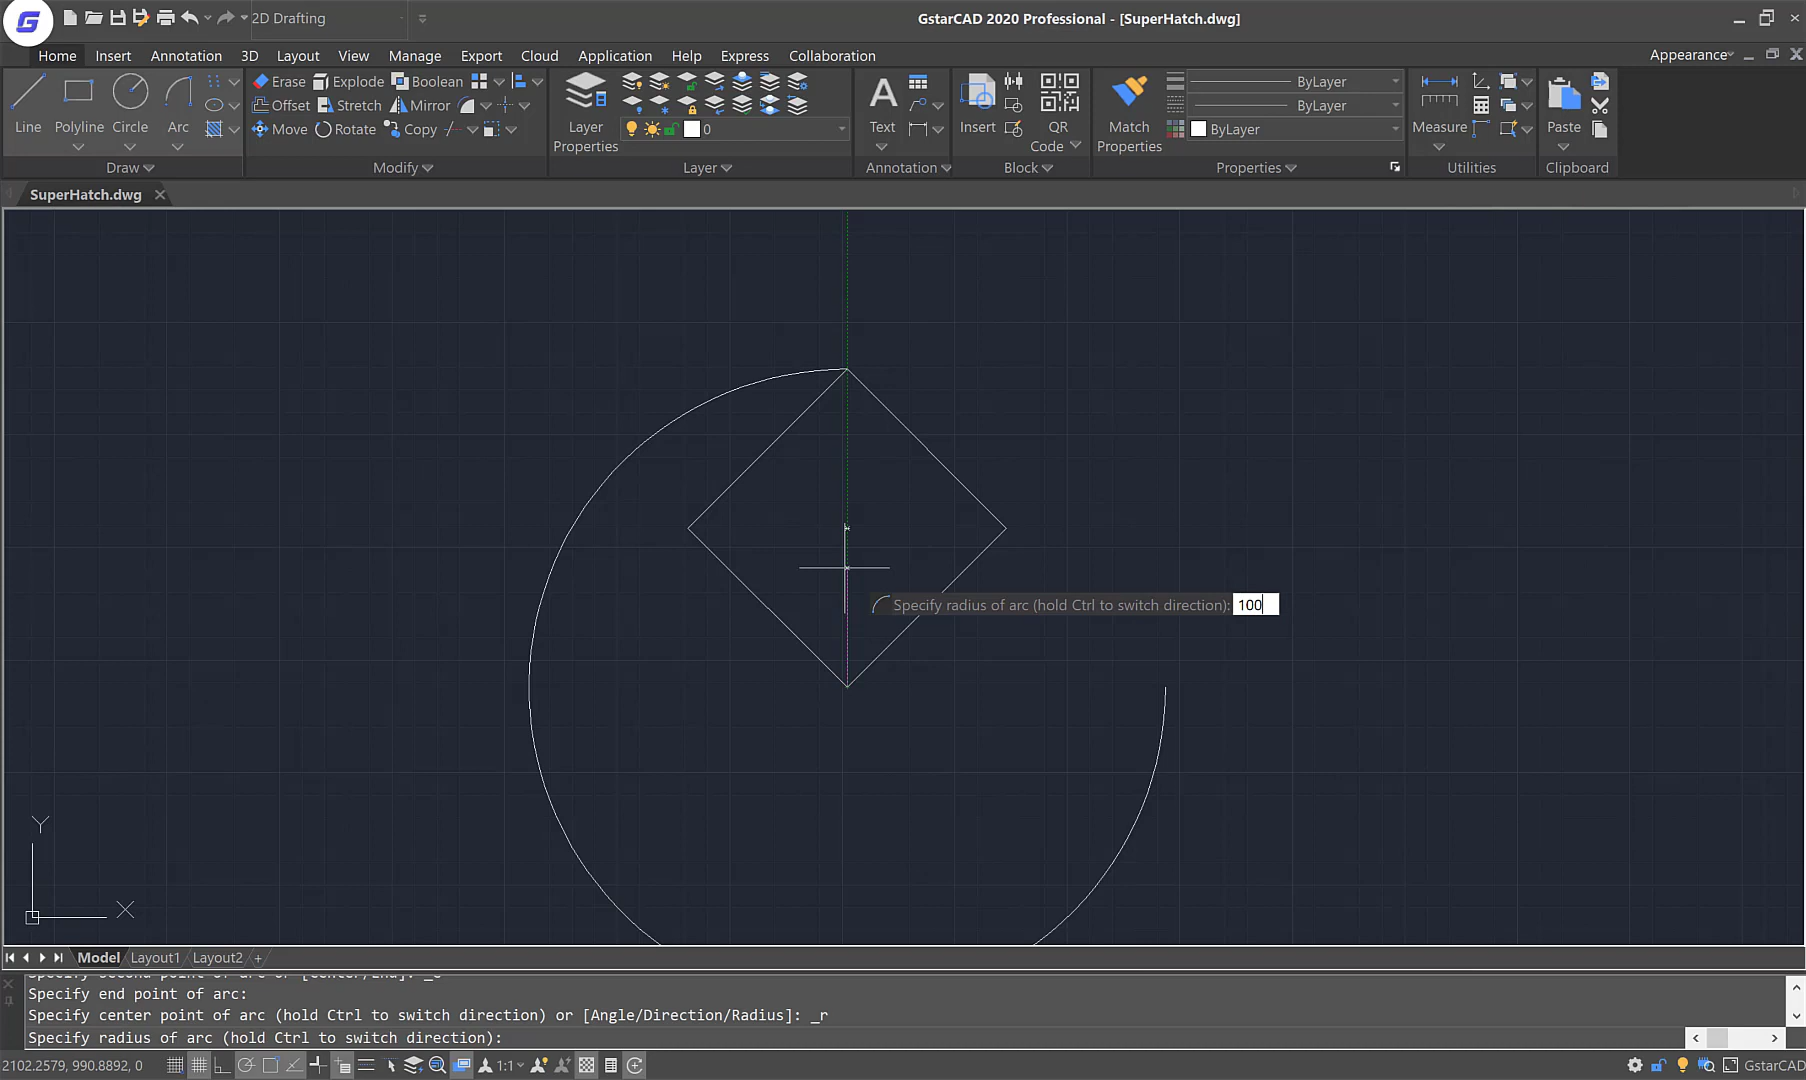 2D Drafting
GstarCAD 2020 Professional - [SuperHatch.dwg]
Home Insert Annotation 3D Layout View Manage Export Cloud Application Help Express Collaboration Appearance
Line Polyline Circle Arc
Draw
Erase Explode Boolean
Offset Stretch Mirror
Move Rotate Copy
Modify
Layer Properties
0
Layer
Text
Annotation
Insert
QR Code
Block
Match Properties
ByLayer
ByLayer
ByLayer
Properties
Measure
Utilities
Paste
Clipboard
SuperHatch.dwg
Specify radius of arc (hold Ctrl to switch direction): 100
Y
X
Model Layout1 Layout2 +
Specify end point of arc:
Specify center point of arc (hold Ctrl to switch direction) or [Angle/Direction/Radius]: _r
Specify radius of arc (hold Ctrl to switch direction):
2102.2579, 990.8892, 0
1:1
GstarCAD